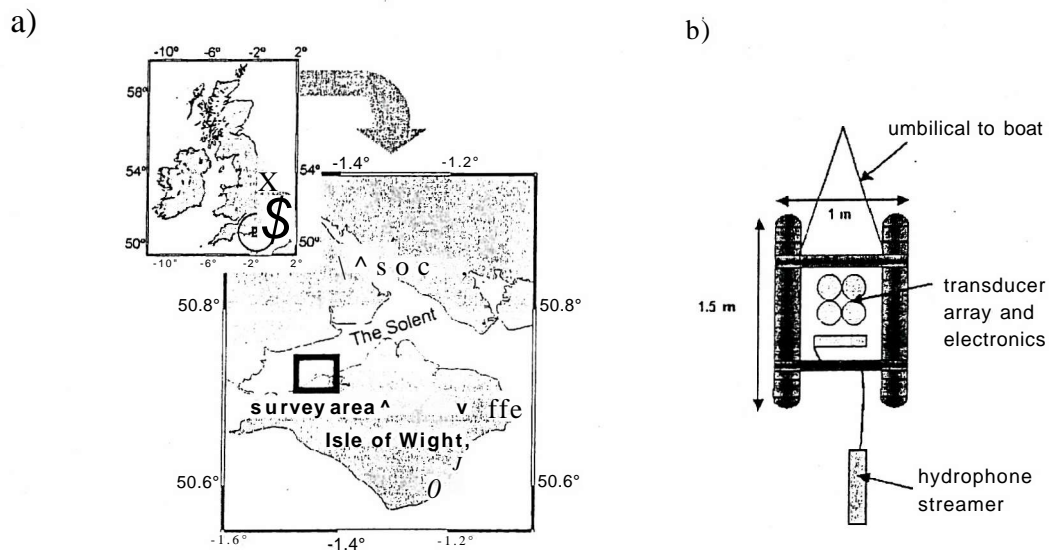 a)
-10° -6° -2° 2°
58°
54°
50°
-10° -6° -2° 2°
X
$
54°
50°
-1.4° -1.2°
\ ^ s o c ,
50.8° 50.8°
The Solent
survey area ^ v ffe
Isle of Wight,
J
50.6° 50.6°
0
-1.6° -1.4° -1.2°
b)
umbilical to boat
1 m
1.5 m
transducer
array and
electronics
hydrophone
streamer